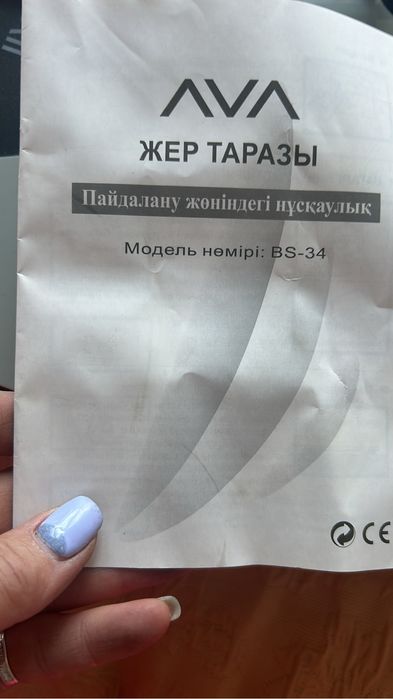 AVA
ЖЕР ТАРАЗЫ
Пайдалану жөніндегі нұсқаулық
Модель нөмірі: BS-34
CE